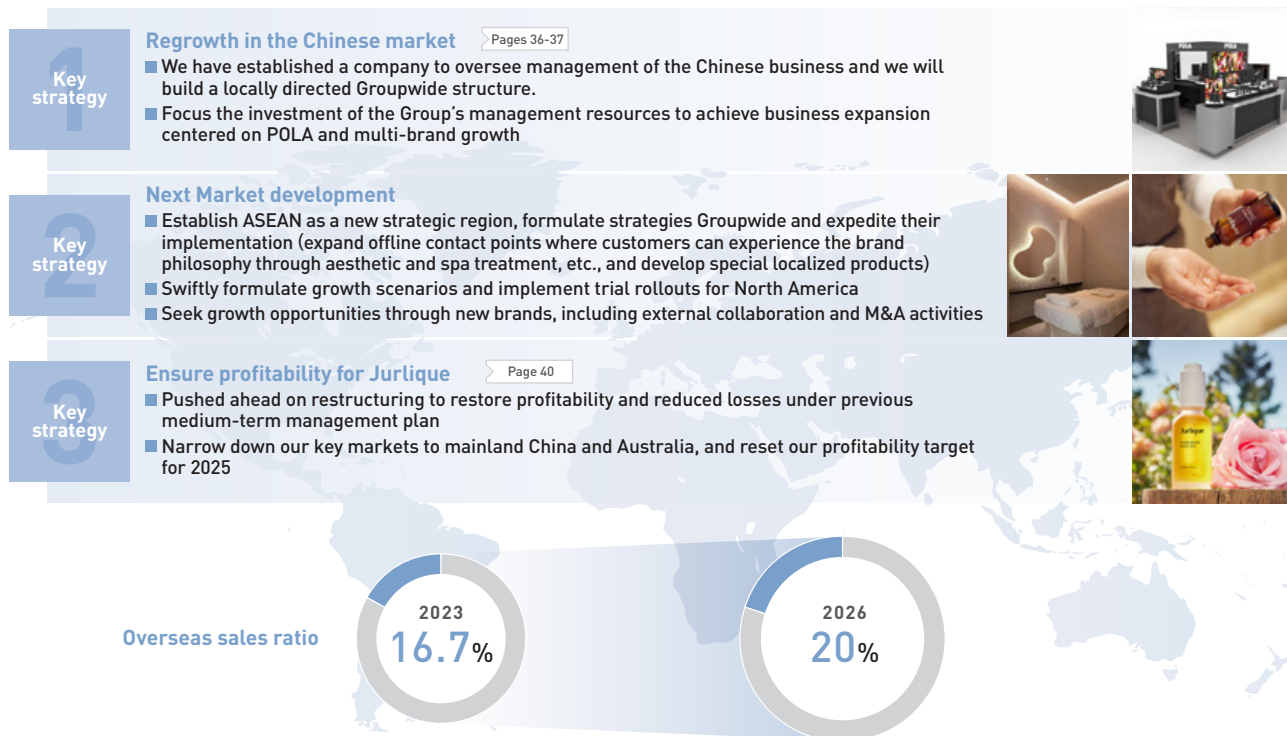 1
Key
strategy
Regrowth in the Chinese market
Pages 36-37
■ We have established a company to oversee management of the Chinese business and we will
build a locally directed Groupwide structure.
■ Focus the investment of the Group's management resources to achieve business expansion
centered on POLA and multi-brand growth
POLA
POLA
2
Key
strategy
Next Market development
■ Establish ASEAN as a new strategic region, formulate strategies Groupwide and expedite their
implementation (expand offline contact points where customers can experience the brand
philosophy through aesthetic and spa treatment, etc., and develop special localized products)
■ Swiftly formulate growth scenarios and implement trial rollouts for North America
■ Seek growth opportunities through new brands, including external collaboration and M&A activities
3
Key
strategy
Ensure profitability for Jurlique
Page 40
■ Pushed ahead on restructuring to restore profitability and reduced losses under previous
medium-term management plan
■ Narrow down our key markets to mainland China and Australia, and reset our profitability target
for 2025
Jurlique
Overseas sales ratio
2023
16.7%
2026
20%